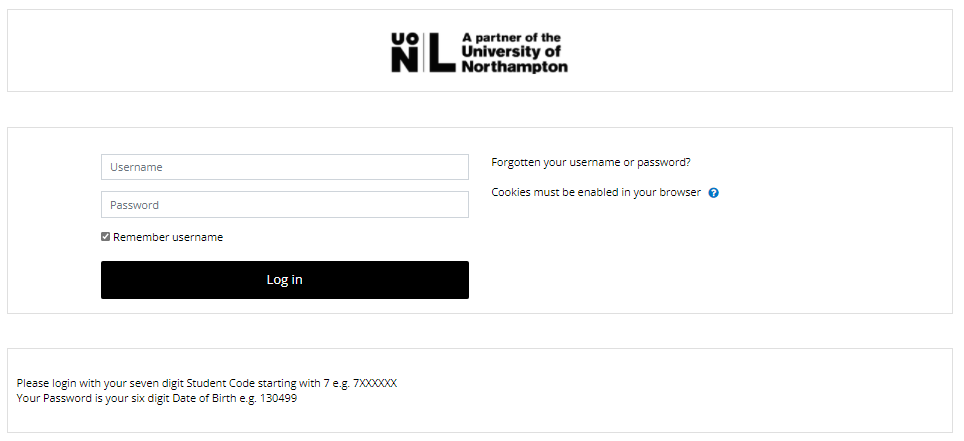 UON L A partner of the
University of
Northampton
Username
Password
Remember username
Log in
Forgotten your username or password?
Cookies must be enabled in your browser ?
Please login with your seven digit Student Code starting with 7 e.g. 7XXXXXX
Your Password is your six digit Date of Birth e.g. 130499